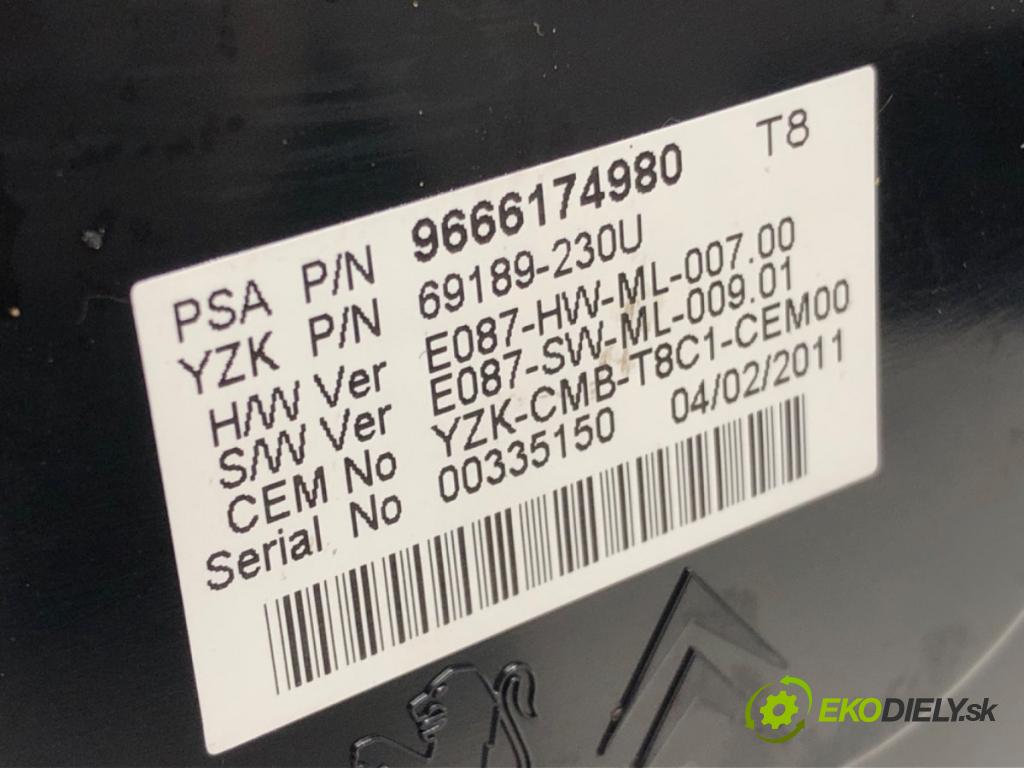 T8
PSA P/N 9666174980
YZK P/N 69189-230U
H/W Ver E087-HW-ML-007.00
S/W Ver E087-SW-ML-009.01
CEM No YZK-CMB-T8C1-CEM00
Serial No 00335150 04/02/2011
EKODIELY.sk